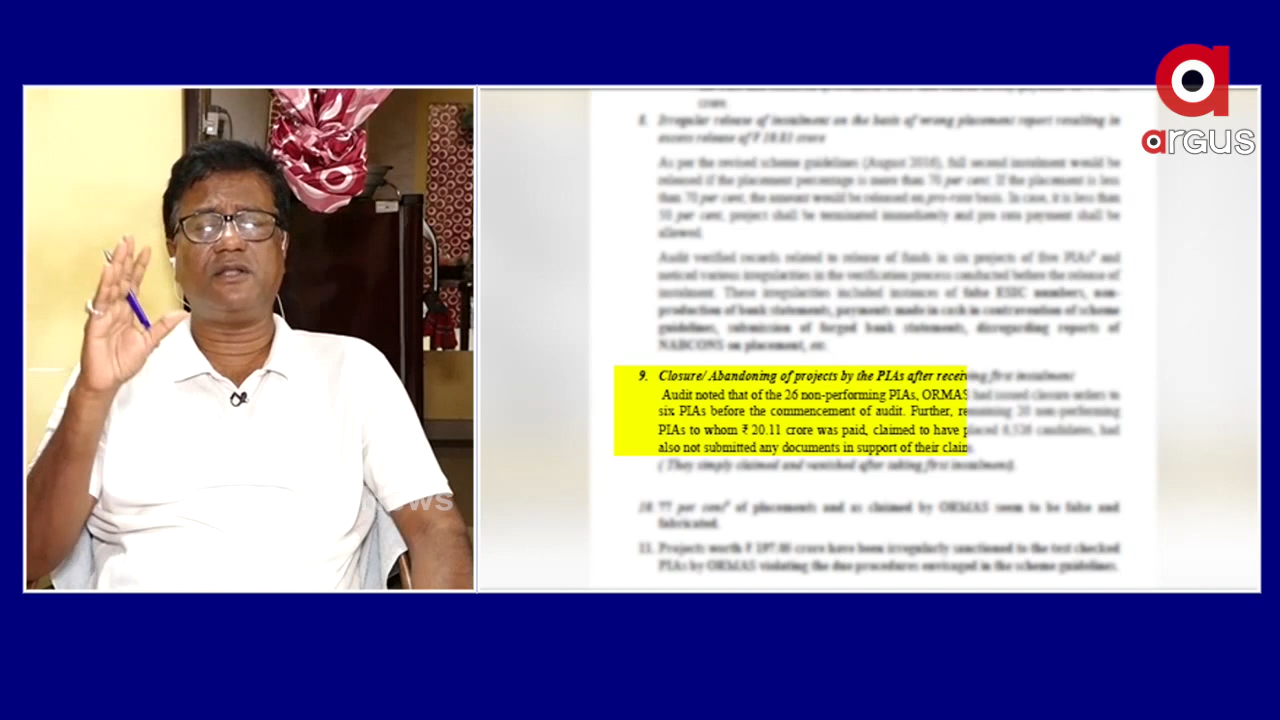 argus
crore.
8. Irregular release of instalment on the basis of wrong placement report resulting in
excess release of ₹ 18.83 crore
As per the revised scheme guidelines (August 2016), full second instalment would be
released if the placement percentage is more than 70 per cent. If the placement is less
than 70 per cent, the amount would be released on pro-rata basis. In case, it is less than
50 per cent, project shall be terminated immediately and pro rata payment shall be
allowed.
Audit verified records related to release of funds in six projects of five PIAs and
noticed various irregularities in the verification process conducted before the release of
instalment. These irregularities included instances of fake ESIC numbers, non-
production of bank statements, payments made in cash in contravention of scheme
guidelines, submission of forged bank statements, disregarding reports of
NABCONS on placement, etc.
9. Closure/ Abandoning of projects by the PIAs after receiving first instalment
Audit noted that of the 26 non-performing PIAs, ORMAS had issued closure orders to
six PIAs before the commencement of audit. Further, remaining 20 non-performing
PIAs to whom ₹ 20.11 crore was paid, claimed to have placed 8,526 candidates, had
also not submitted any documents in support of their claim.
( They simply claimed and vanished after taking first instalment).
10. 77 per cent of placements and as claimed by ORMAS seem to be fake and
fabricated.
11. Projects worth ₹ 197.86 crore have been irregularly sanctioned to the test checked
PIAs by ORMAS violating the due procedures envisaged in the scheme guidelines.